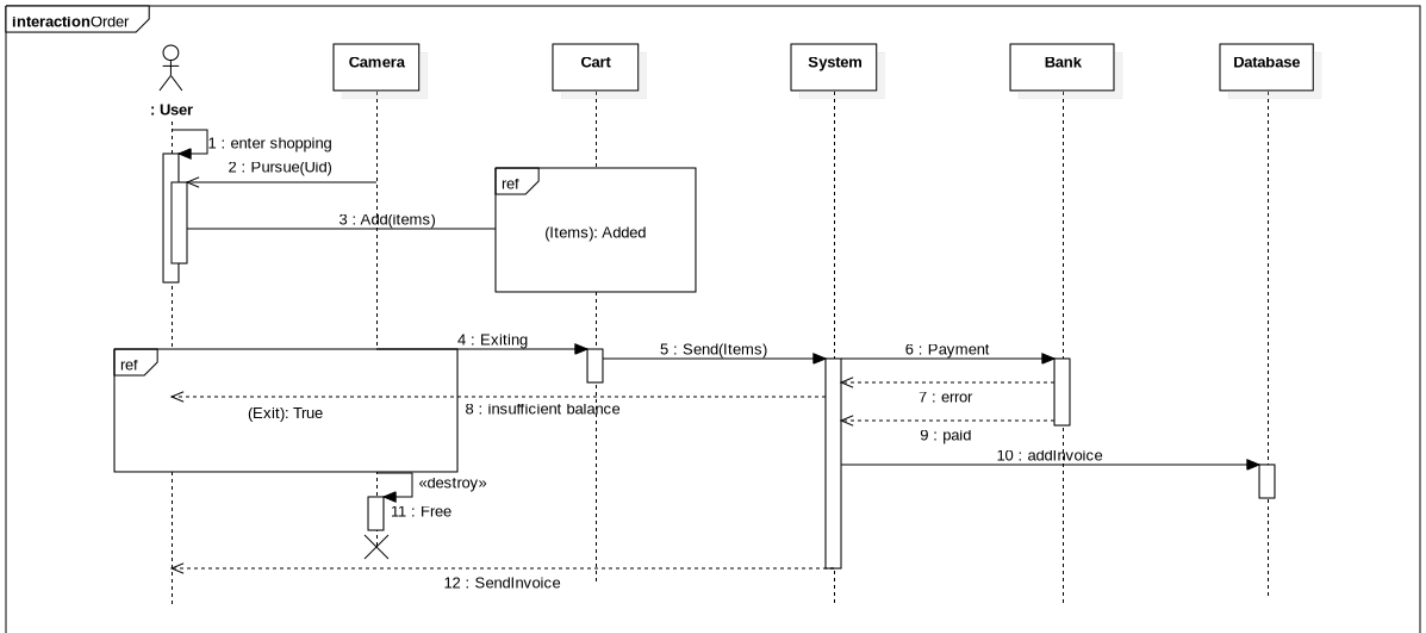 interactionOrder
: User
Camera
Cart
System
Bank
Database
1 : enter shopping
2 : Pursue(Uid)
ref
3 : Add(items)
(Items): Added
4 : Exiting
5 : Send(Items)
6 : Payment
ref
7 : error
8 : insufficient balance
(Exit): True
9 : paid
10 : addInvoice
«destroy»
11 : Free
12 : SendInvoice